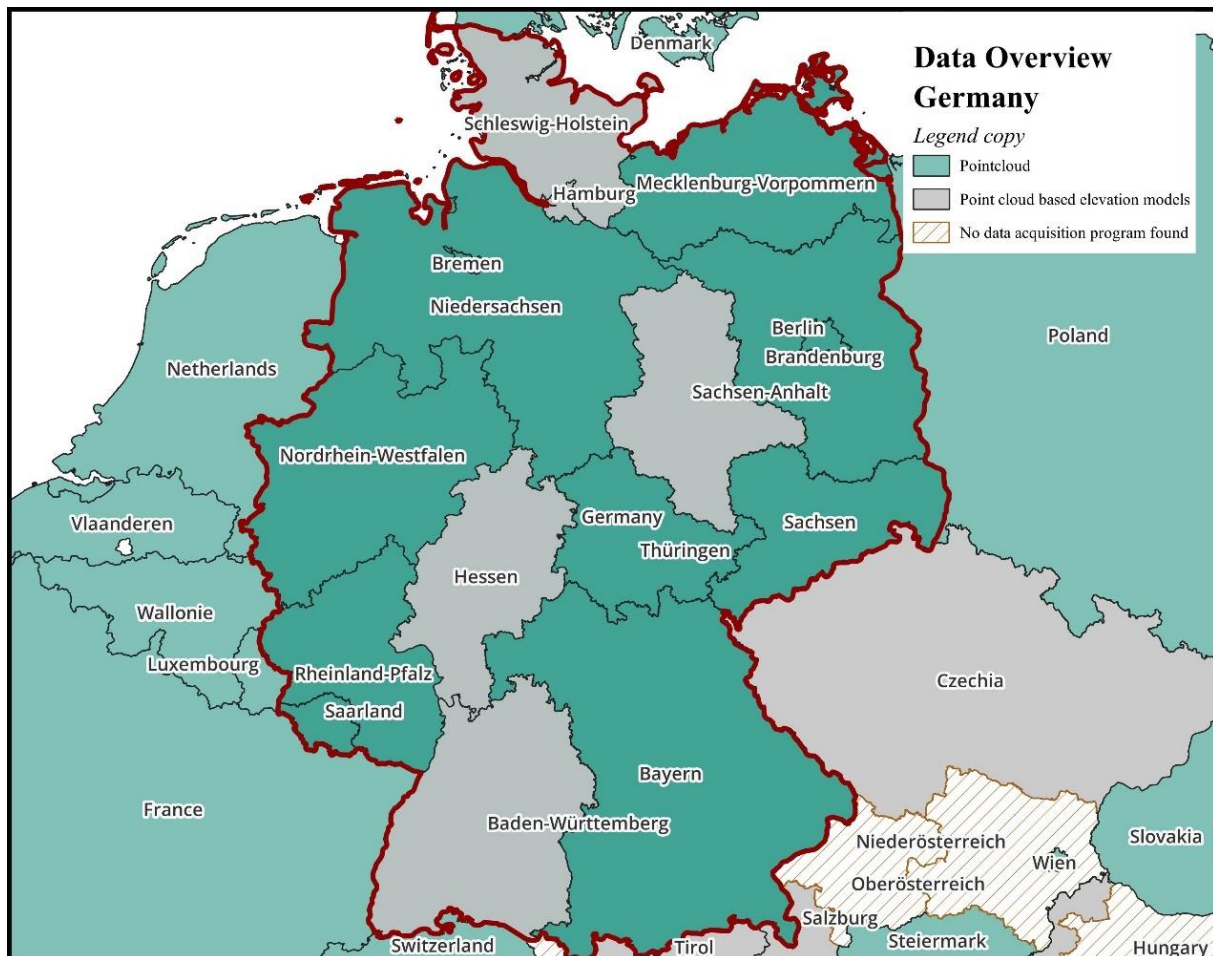 Denmark
Data Overview
Germany
Legend copy
Pointcloud
Point cloud based elevation models
No data acquisition program found
Schleswig-Holstein
Hamburg
Mecklenburg-Vorpommern
Bremen
Niedersachsen
Berlin
Brandenburg
Poland
Netherlands
Sachsen-Anhalt
Nordrhein-Westfalen
Vlaanderen
Germany
Sachsen
Thüringen
Hessen
Wallonie
Luxembourg
Rheinland-Pfalz
Saarland
Czechia
Bayern
France
Baden-Württemberg
Niederösterreich
Slovakia
Wien
Oberösterreich
Salzburg
Switzerland
Tirol
Steiermark
Hungary